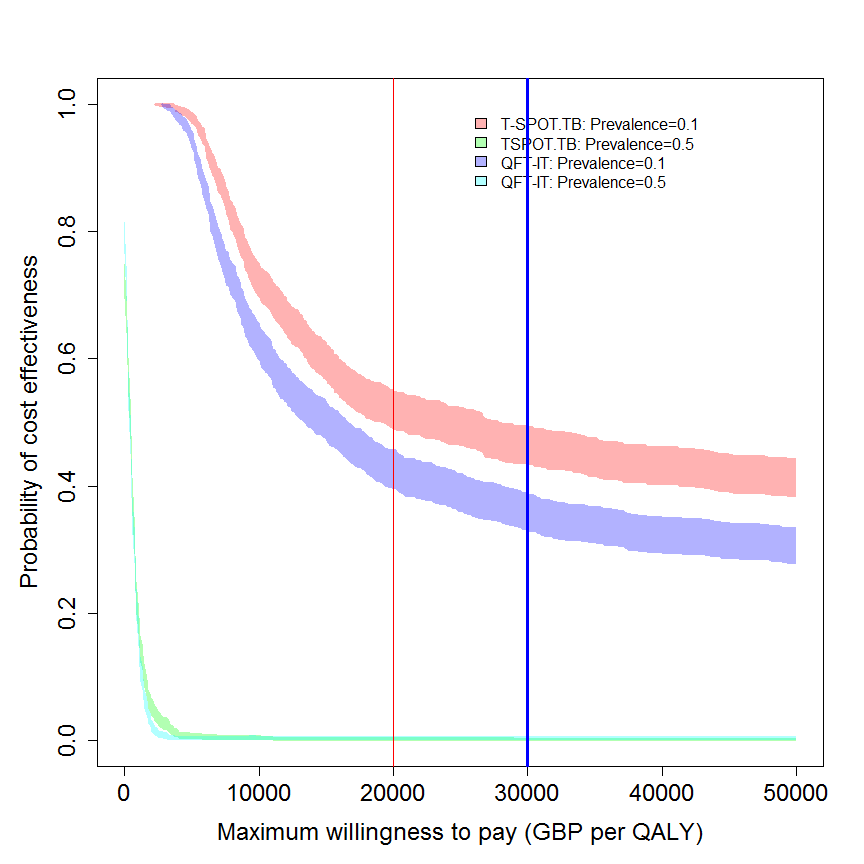 T-SPOT.TB: Prevalence=0.1
TSPOT.TB: Prevalence=0.5
QFT-IT: Prevalence=0.1
QFT-IT: Prevalence=0.5
Probability of cost effectiveness
1.0
0.8
0.6
0.4
0.2
0.0
0 10000 20000 30000 40000 50000
Maximum willingness to pay (GBP per QALY)